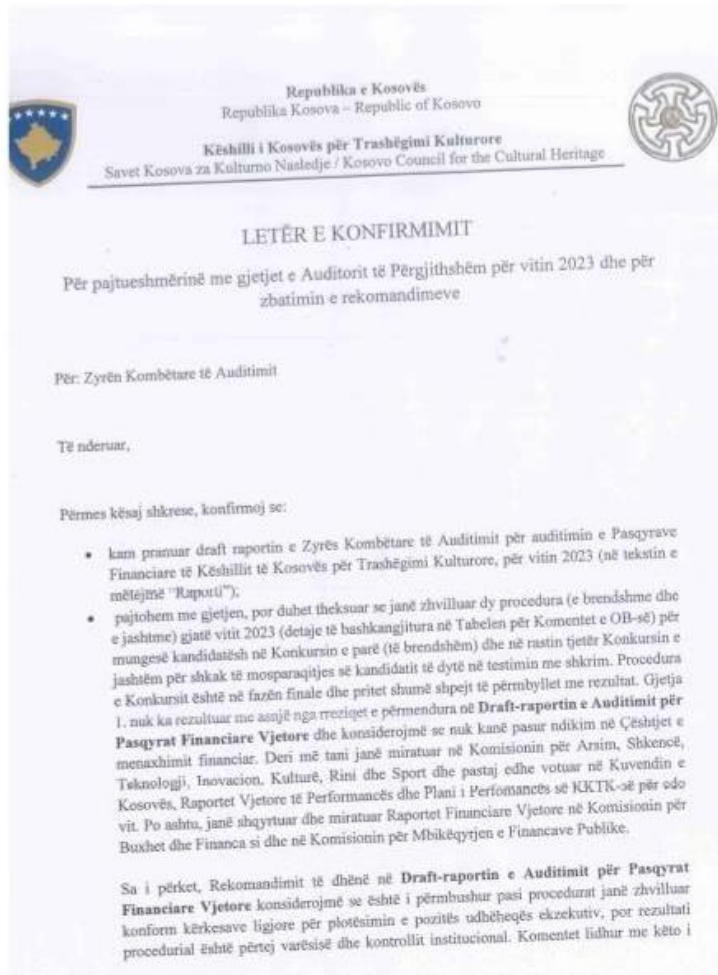 Republika e Kosovës
Republika Kosova – Republic of Kosovo
Këshilli i Kosovës për Trashëgimi Kulturore
Savet Kosova za Kulturno Nasledje / Kosovo Council for the Cultural Heritage
LETËR E KONFIRMIMIT
Për pajtueshmërinë me gjetjet e Auditorit të Përgjithshëm për vitin 2023 dhe për
zbatimin e rekomandimeve
Për: Zyrën Kombëtare të Auditimit
Të nderuar,
Përmes kësaj shkrese, konfirmoj se:
• kam pranuar draft raportin e Zyrës Kombëtare të Auditimit për auditimin e Pasqyrave
Financiare të Këshillit të Kosovës për Trashëgimi Kulturore, për vitin 2023 (në tekstin e
mëtejmë "Raporti");
• pajtohem me gjetjen, por duhet theksuar se janë zhvilluar dy procedura (e brendshme dhe
e jashtme) gjatë vitit 2023 (detaje të bashkangjitura në Tabelen për Komentet e OB-së) për
mungesë kandidatësh në Konkursin e parë (të brendshëm) dhe në rastin tjetër Konkursin e
jashtëm për shkak të mosparaqitjes së kandidatit të dytë në testimin me shkrim. Procedura
e Konkursit është në fazën finale dhe pritet shumë shpejt të përmbyllet me rezultat. Gjetja
1. nuk ka rezultuar me asnjë nga rreziqet e përmendura në Draft-raportin e Auditimit për
Pasqyrat Financiare Vjetore dhe konsiderojmë se nuk kanë pasur ndikim në Çështjet e
menaxhimit financiar. Deri më tani janë miratuar në Komisionin për Arsim, Shkencë,
Teknologji, Inovacion, Kulturë, Rini dhe Sport dhe pastaj edhe votuar në Kuvendin e
Kosovës, Raportet Vjetore të Performancës dhe Plani i Perfomancës së KKTK-së për çdo
vit. Po ashtu, janë shqyrtuar dhe miratuar Raportet Financiare Vjetore në Komisionin për
Buxhet dhe Financa si dhe në Komisionin për Mbikëqytjen e Financave Publike.
Sa i përket, Rekomandimit të dhënë në Draft-raportin e Auditimit për Pasqyrat
Financiare Vjetore konsiderojmë se është i përmbushur pasi procedurat janë zhvilluar
konform kërkesave ligjore për plotësimin e pozitës udhëheqës ekzekutiv, por rezultati
procedurial është përtej varësisë dhe kontrollit institucional. Komentet lidhur me këto i